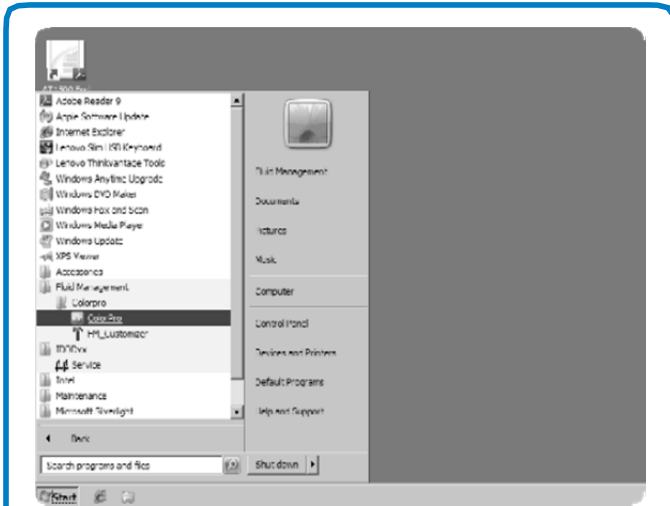 Adobe Reader 9
Apple Software Update
Internet Explorer
Lenovo Slim USB Keyboard
Lenovo ThinkVantage Tools
Windows Anytime Upgrade
Windows DVD Maker
Windows Fax and Scan
Windows Media Player
Windows Update
XPS Viewer
Accessories
Fluid Management
Colorpro
ColorPro
FM_Customizer
Service
Intel
Maintenance
Microsoft Silverlight
Back
Search programs and files
Fluid Management
Documents
Pictures
Music
Computer
Control Panel
Devices and Printers
Default Programs
Help and Support
Shut down
Start